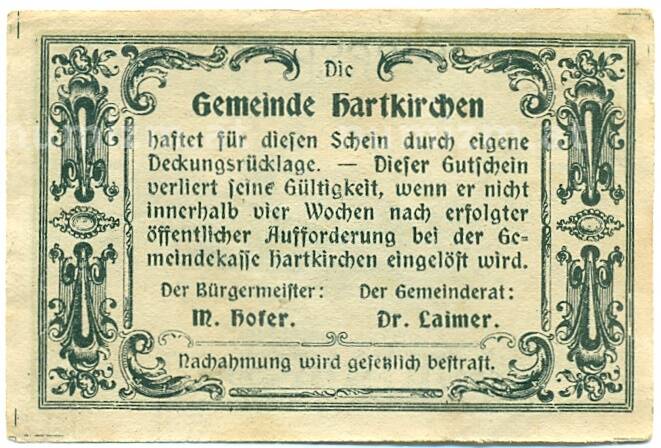 Die
Gemeinde Hartkirchen
haftet für diesen Schein durch eigene
Deckungsrücklage. — Dieser Gutschein
verliert seine Gültigkeit, wenn er nicht
innerhalb vier Wochen nach erfolgter
öffentlicher Aufforderung bei der Ge-
meindekasse Hartkirchen eingelöst wird.
Der Bürgermeister: Der Gemeinderat:
M. Hofer. Dr. Laimer.
Nachahmung wird gesetzlich bestraft.